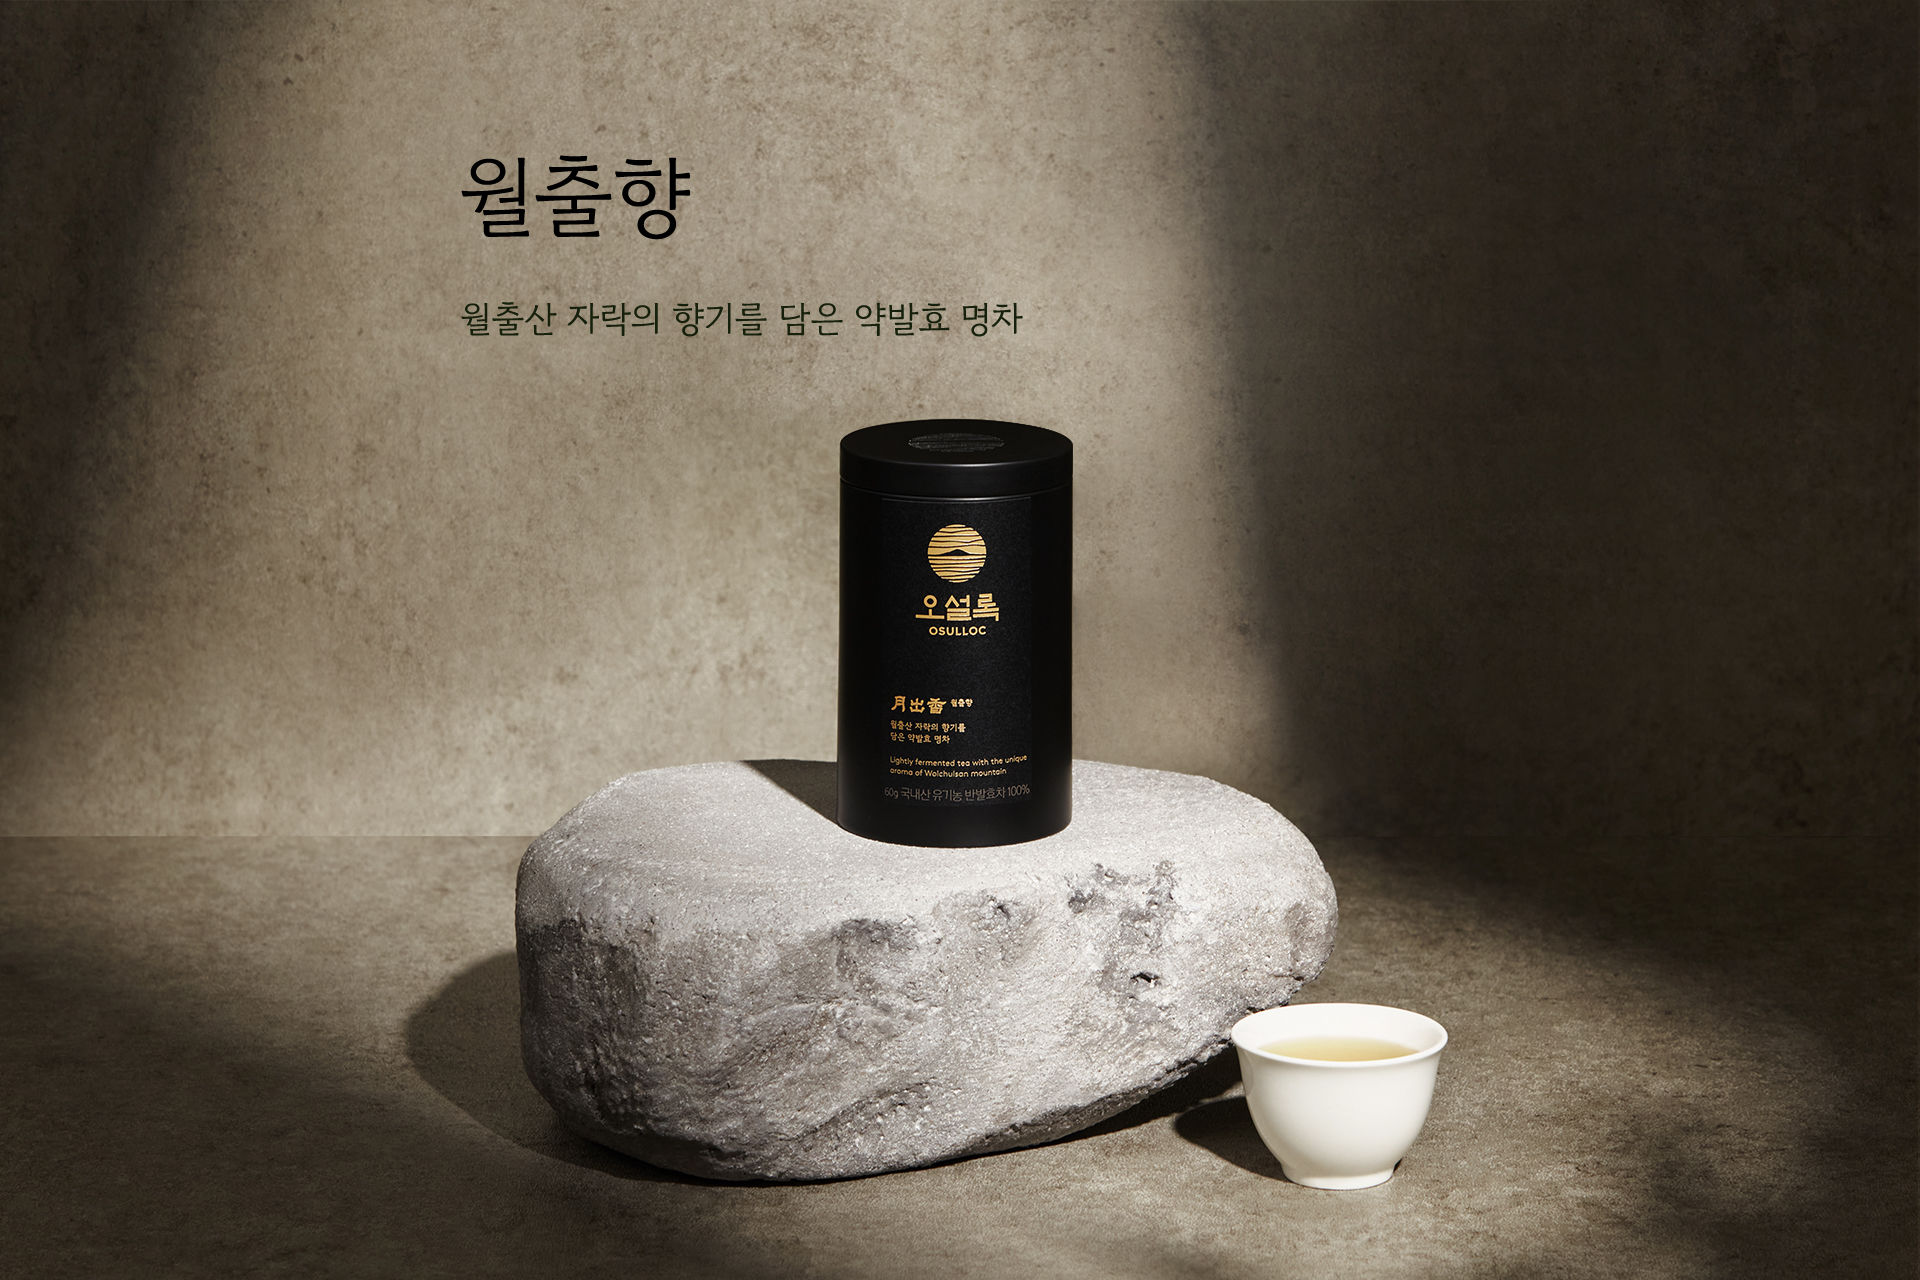 월출향
월출산 자락의 향기를 담은 약발효 명차
오설록
OSULLOC
月出香 월출향
월출산 자락의 향기를
담은 약발효 명차
Lightly fermented tea with the unique
aroma of Wolchulsan mountain
60g 국내산 유기농 반발효차 100%